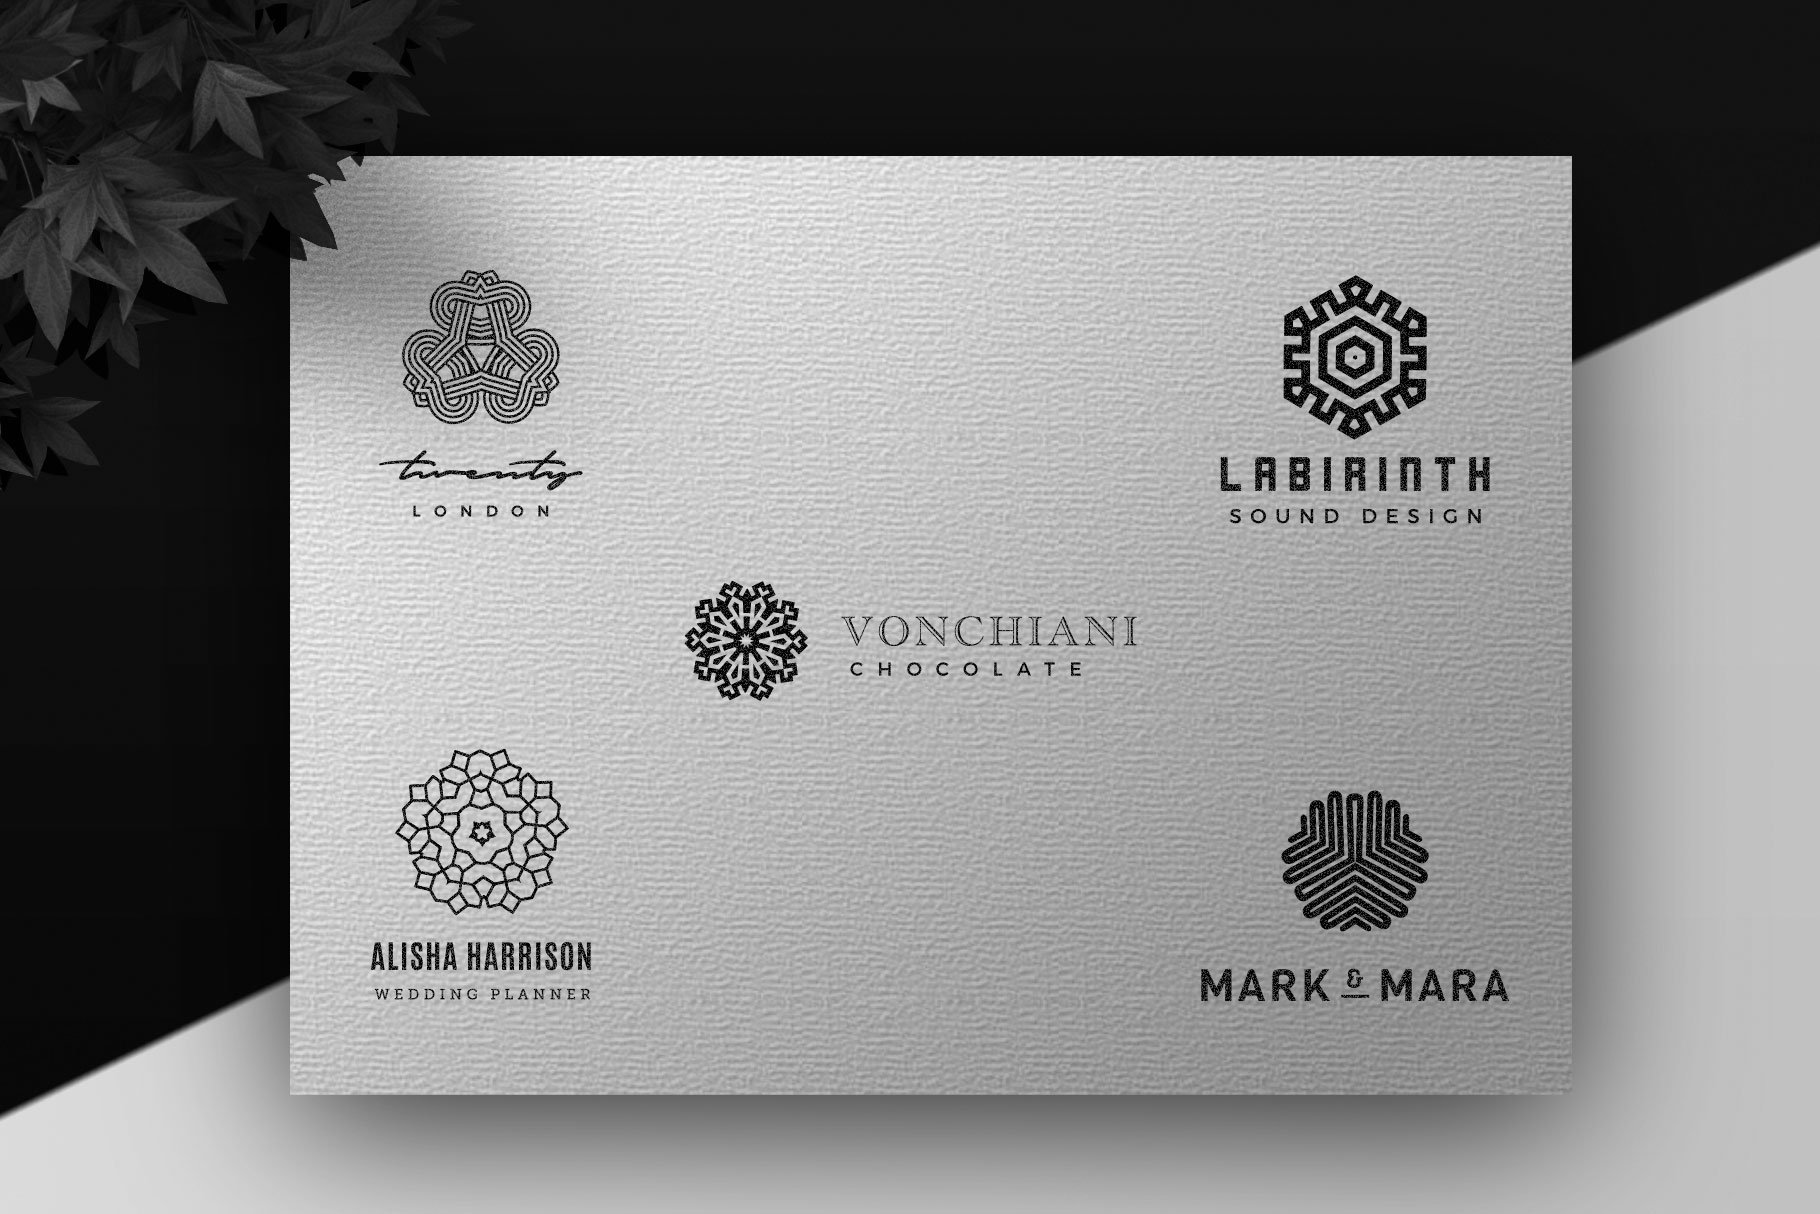 twenty
LONDON
LABIRINTH
SOUND DESIGN
VONCHIANI
CHOCOLATE
ALISHA HARRISON
WEDDING PLANNER
MARK & MARA